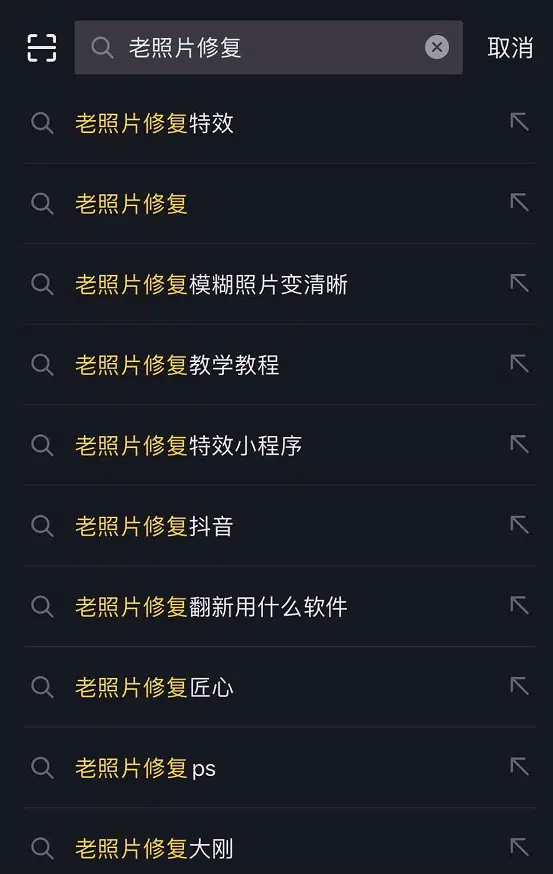 老照片修复 取消
老照片修复特效
老照片修复
老照片修复模糊照片变清晰
老照片修复教学教程
老照片修复特效小程序
老照片修复抖音
老照片修复翻新用什么软件
老照片修复匠心
老照片修复ps
老照片修复大刚